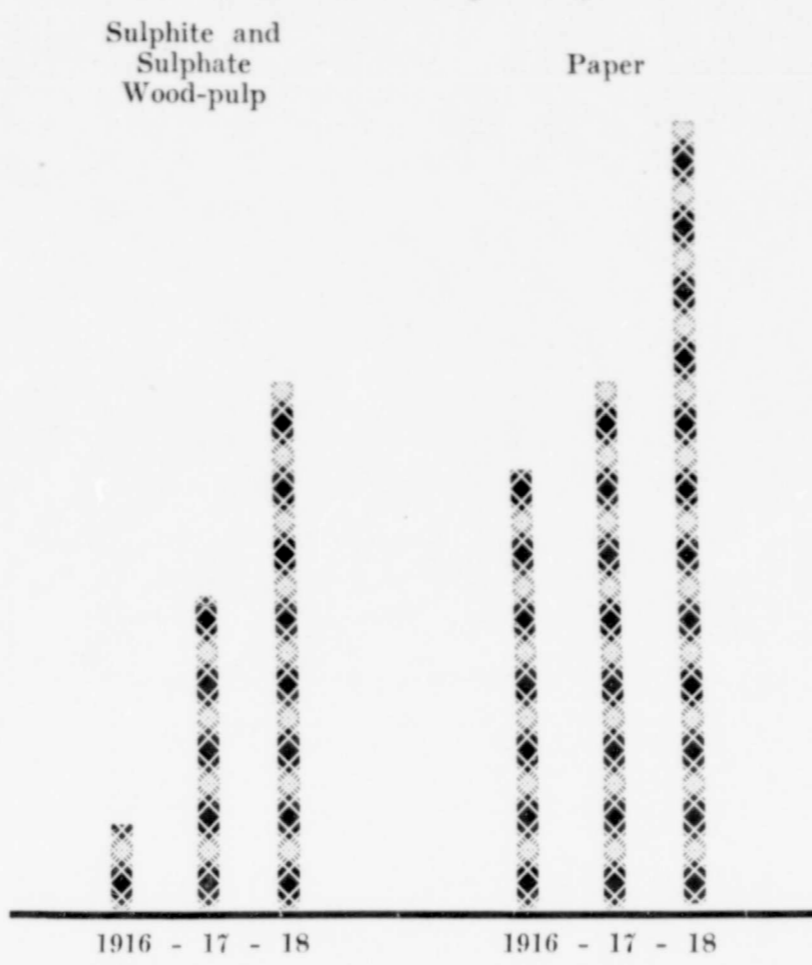 Sulphite and
Sulphate
Wood-pulp
Paper
1916 - 17 - 18
1916 - 17 - 18